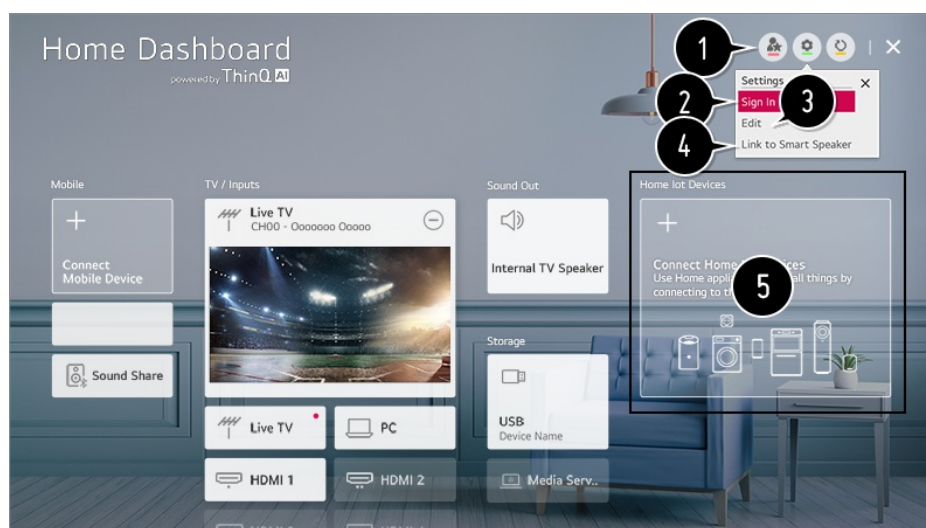 Home Dashboard
powered by ThinQ AI
1
2
3
4
5
Settings
Sign In
Edit
Link to Smart Speaker
Mobile
TV / Inputs
Sound Out
Home Iot Devices
Connect
Mobile Device
Live TV
CH00 - Ooooooo Ooooo
Internal TV Speaker
Connect Home
Use Home all things by
connecting to
Storage
Sound Share
Live TV
PC
USB
Device Name
HDMI 1
HDMI 2
Media Serv..